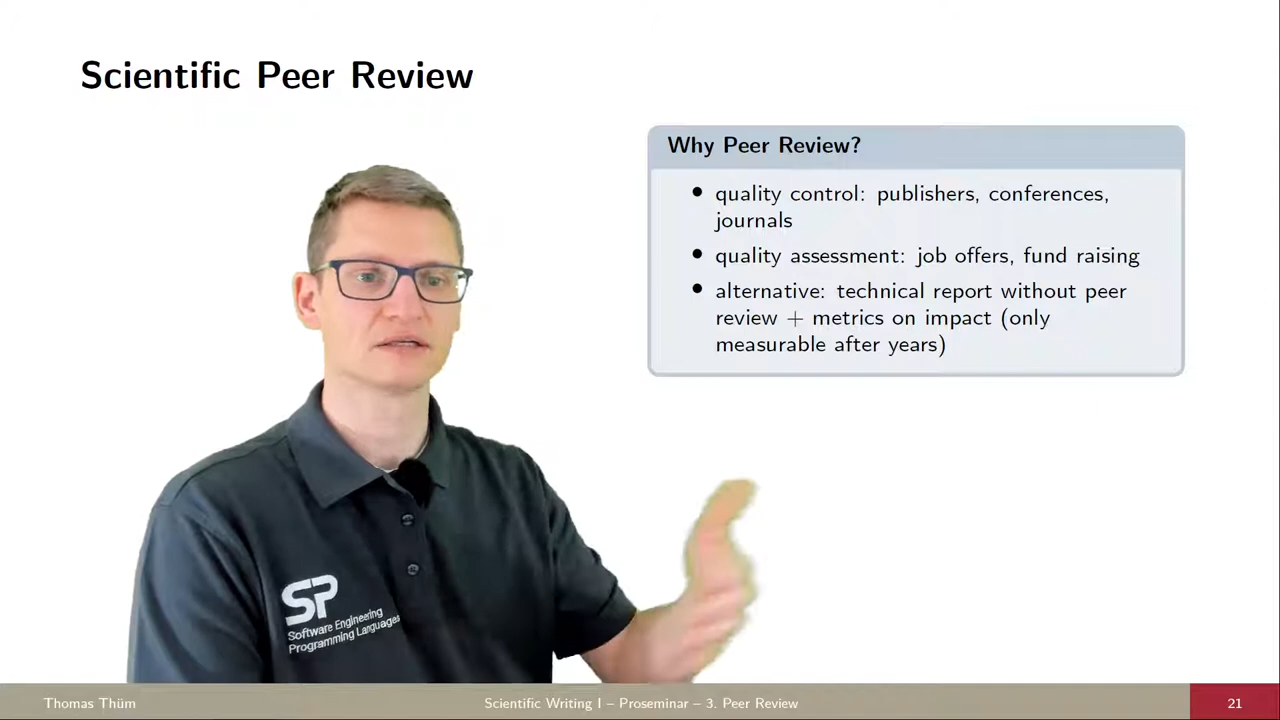 Scientific Peer Review
Why Peer Review?
• quality control: publishers, conferences,
journals
• quality assessment: job offers, fund raising
• alternative: technical report without peer
review + metrics on impact (only
measurable after years)
SP
Software Engineering
Programming Languages
Thomas Thüm
Scientific Writing I – Proseminar – 3. Peer Review
21